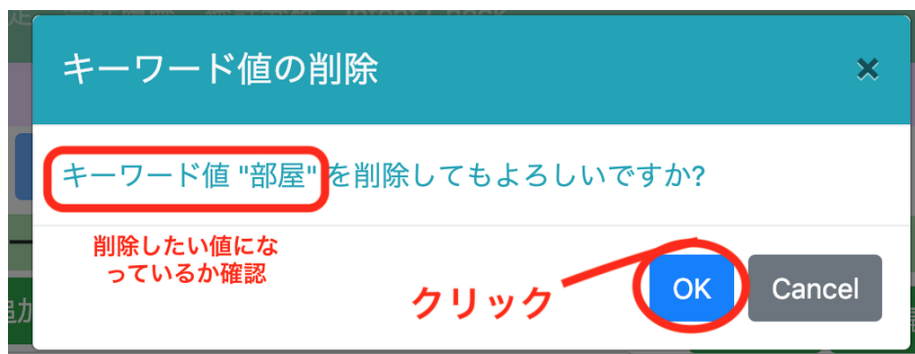 キーワード値の削除
×
キーワード値 "部屋" を削除してもよろしいですか?
削除したい値にな
っているか確認
クリック
OK
Cancel
追加